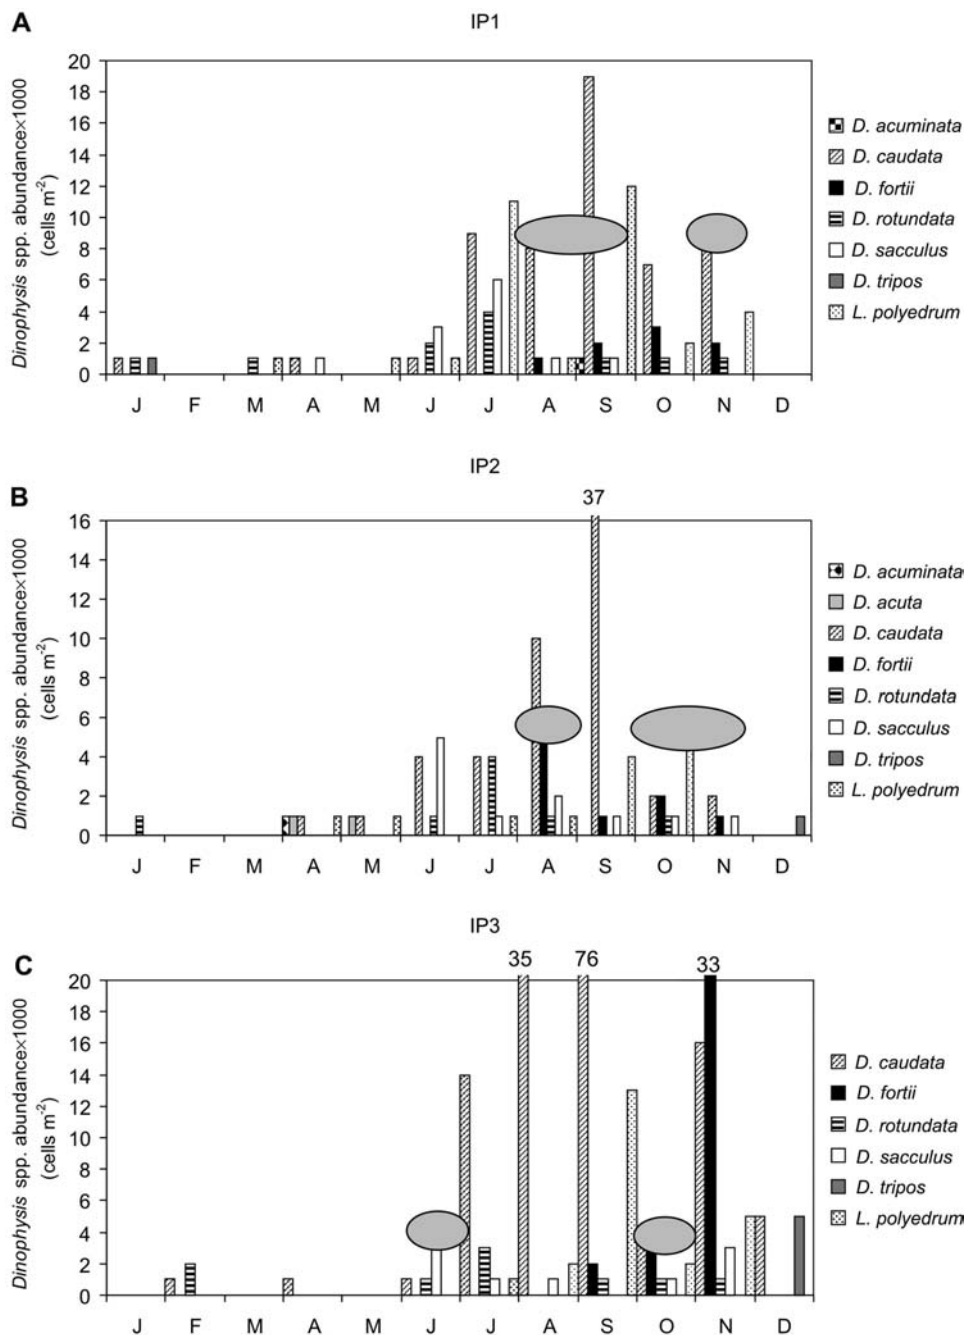 A
IP1
Dinophysis spp. abundance×1000
(cells m-2)
20
18
16
14
12
10
8
6
4
2
0
J F M A M J J A S O N D
D. acuminata
D. caudata
D. fortii
D. rotundata
D. sacculus
D. tripos
L. polyedrum
B
IP2
37
Dinophysis spp. abundance×1000
(cells m-2)
16
14
12
10
8
6
4
2
0
J F M A M J J A S O N D
D. acuminata
D. acuta
D. caudata
D. fortii
D. rotundata
D. sacculus
D. tripos
L. polyedrum
C
IP3
35 76 33
Dinophysis spp. abundance×1000
(cells m-2)
20
18
16
14
12
10
8
6
4
2
0
J F M A M J J A S O N D
D. caudata
D. fortii
D. rotundata
D. sacculus
D. tripos
L. polyedrum